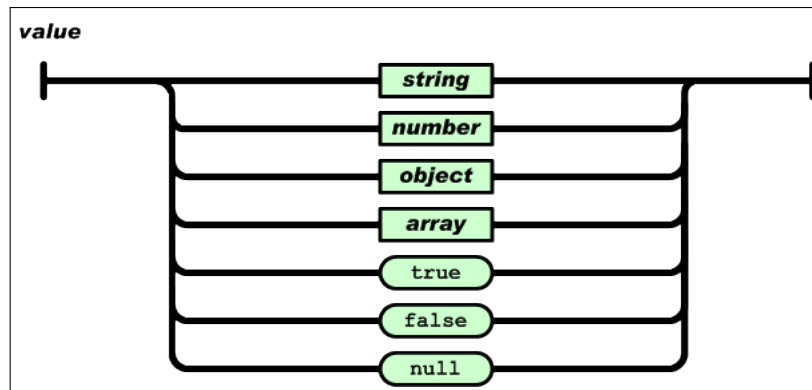 value
string
number
object
array
true
false
null